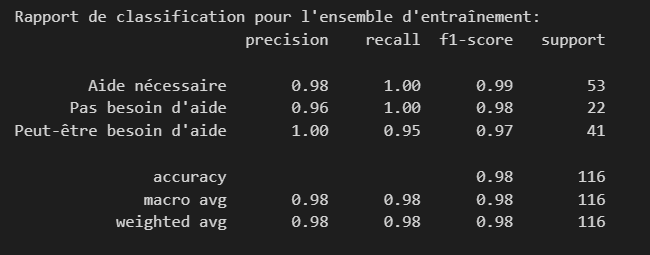 Rapport de classification pour l'ensemble d'entraînement:
precision recall f1-score support
Aide nécessaire 0.98 1.00 0.99 53
Pas besoin d'aide 0.96 1.00 0.98 22
Peut-être besoin d'aide 1.00 0.95 0.97 41
accuracy 0.98 116
macro avg 0.98 0.98 0.98 116
weighted avg 0.98 0.98 0.98 116